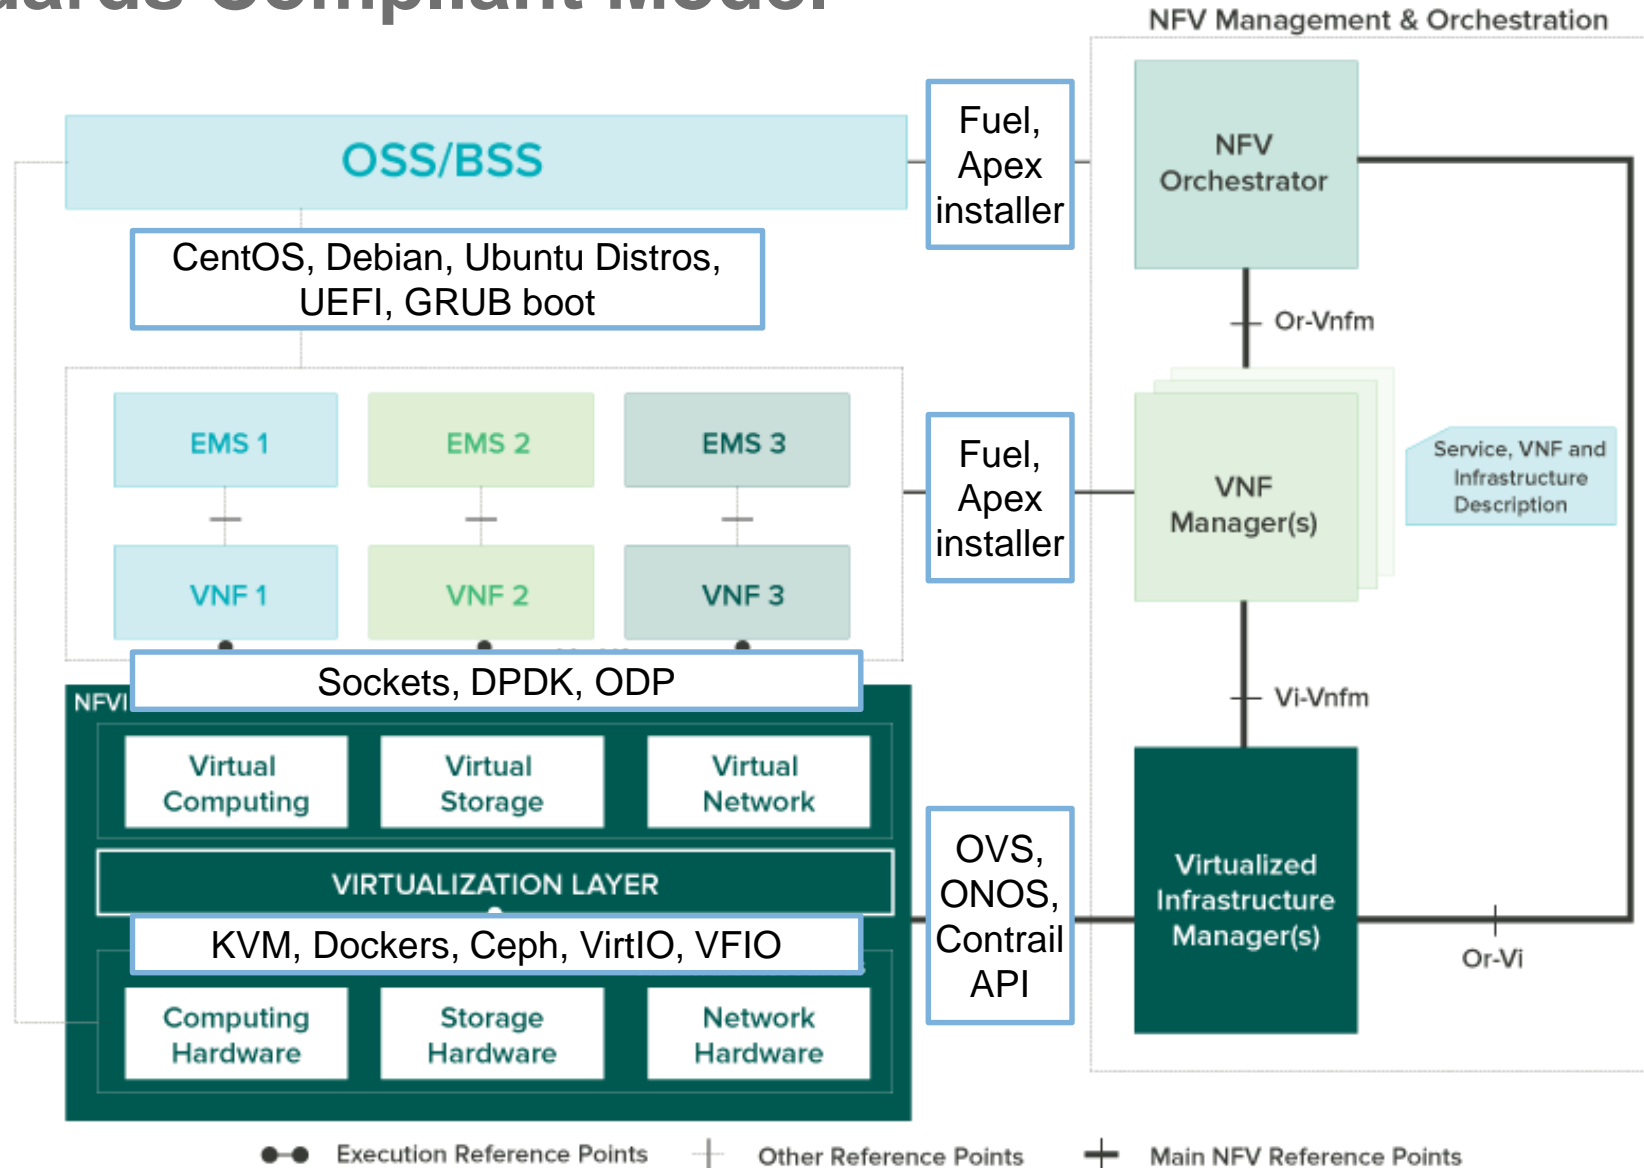 Compliant Model
NFV Management & Orchestration
OSS/BSS
Fuel,
Apex
installer
NFV
Orchestrator
CentOS, Debian, Ubuntu Distros,
UEFI, GRUB boot
Or-Vnfm
EMS 1
EMS 2
EMS 3
Fuel,
Apex
installer
VNF
Manager(s)
Service, VNF and
Infrastructure
Description
VNF 1
VNF 2
VNF 3
Sockets, DPDK, ODP
NFVI
Vi-Vnfm
Virtual
Computing
Virtual
Storage
Virtual
Network
VIRTUALIZATION LAYER
OVS,
ONOS,
Contrail
API
Virtualized
Infrastructure
Manager(s)
KVM, Dockers, Ceph, VirtIO, VFIO
Or-Vi
Computing
Hardware
Storage
Hardware
Network
Hardware
Execution Reference Points
Other Reference Points
Main NFV Reference Points